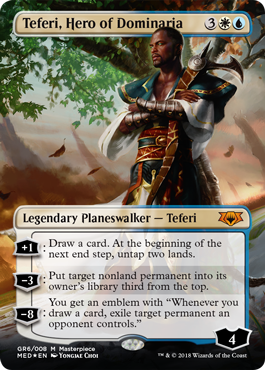 Teferi, Hero of Dominaria 3
Legendary Planeswalker — Teferi
+1 : Draw a card. At the beginning of the
next end step, untap two lands.
-3 : Put target nonland permanent into its
owner's library third from the top.
You get an emblem with "Whenever you
-8 : draw a card, exile target permanent an
opponent controls."
4
GR6/008 M Masterpiece
MED★EN Yongjae Choi
™ & © 2018 Wizards of the Coast